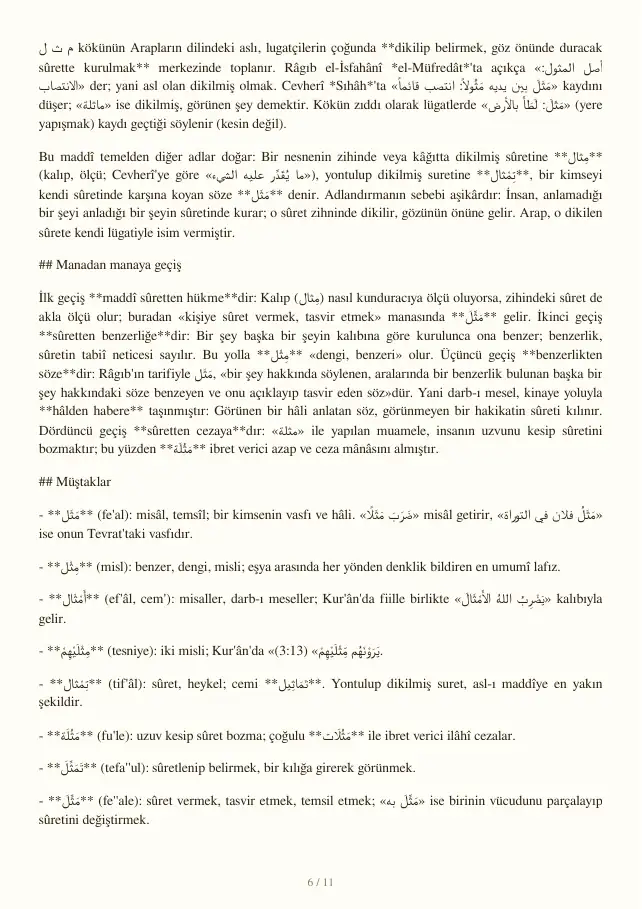 م ث ل kökünün Arapların dilindeki aslı, lugatçilerin çoğunda **dikilip belirmek, göz önünde duracak
sûrette kurulmak** merkezinde toplanır. Râgıb el-İsfahânî *el-Müfredât*'ta açıkça «أصل المثول:
الانتصاب» der; yani asl olan dikilmiş olmak. Cevherî *Sıhâh*'ta «مَثَلَ بين يديه مُثُولاً: انتصب قائماً» kaydını
düşer; «ماثلة» ise dikilmiş, görünen şey demektir. Kökün zıddı olarak lügatlerde «مَثَلَ: لَطَأَ بالأرض» (yere
yapışmak) kaydı geçtiği söylenir (kesin değil).
Bu maddî temelden diğer adlar doğar: Bir nesnenin zihinde veya kâğıtta dikilmiş sûretine **مِثال**
(kalıp, ölçü; Cevherî'ye göre «ما يُقَدَّر عليه الشيء»), yontulup dikilmiş suretine **تِمْثال**, bir kimseyi
kendi sûretinde karşına koyan söze **مَثَل** denir. Adlandırmanın sebebi aşikârdır: İnsan, anlamadığı
bir şeyi anladığı bir şeyin sûretinde kurar; o sûret zihninde dikilir, gözünün önüne gelir. Arap, o dikilen
sûrete kendi lügatiyle isim vermiştir.
## Manadan manaya geçiş
İlk geçiş **maddî sûretten hükme**dir: Kalıp (مِثال) nasıl kunduracıya ölçü oluyorsa, zihindeki sûret de
akla ölçü olur; buradan «kişiye sûret vermek, tasvir etmek» manasında **مَثَّلَ** gelir. İkinci geçiş
**sûretten benzerliğe**dir: Bir şey başka bir şeyin kalıbına göre kurulunca ona benzer; benzerlik,
sûretin tabiî neticesi sayılır. Bu yolla **مِثْل** «dengi, benzeri» olur. Üçüncü geçiş **benzerlikten
söze**dir: Râgıb'ın tarifiyle مَثَل, «bir şey hakkında söylenen, aralarında bir benzerlik bulunan başka bir
şey hakkındaki söze benzeyen ve onu açıklayıp tasvir eden söz»dür. Yani darb-ı mesel, kinaye yoluyla
**hâlden habere** taşınmıştır: Görünen bir hâli anlatan söz, görünmeyen bir hakikatin sûreti kılınır.
Dördüncü geçiş **sûretten cezaya**dır: «مثلة» ile yapılan muamele, insanın uzvunu kesip sûretini
bozmaktır; bu yüzden **مَثُلَة** ibret verici azap ve ceza mânâsını almıştır.
## Müştaklar
- **مَثَل** (fe'al): misâl, temsîl; bir kimsenin vasfı ve hâli. «ضَرَبَ مَثَلًا» misâl getirir, «مَثَلُ فلان في التوراة»
ise onun Tevrat'taki vasfıdır.
- **مِثْل** (misl): benzer, dengi, misli; eşya arasında her yönden denklik bildiren en umumî lafız.
- **أَمْثال** (ef'âl, cem'): misaller, darb-ı meseller; Kur'ân'da fiille birlikte «يَضْرِبُ اللهُ الأَمْثَالَ» kalıbıyla
gelir.
- **مِثْلَيْهِمْ** (tesniye): iki misli; Kur'ân'da «يَرَوْنَهُم مِّثْلَيْهِمْ» (3:13).
- **تِمْثال** (tif'âl): sûret, heykel; cemi **تَمَاثِيل**. Yontulup dikilmiş suret, asl-ı maddîye en yakın
şekildir.
- **مَثُلَة** (fu'le): uzuv kesip sûret bozma; çoğulu **مَثُلَات** ile ibret verici ilâhî cezalar.
- **تَمَثَّلَ** (tefa''ul): sûretlenip belirmek, bir kılığa girerek görünmek.
- **مَثَّلَ** (fe''ale): sûret vermek, tasvir etmek, temsil etmek; «مَثَّلَ به» ise birinin vücudunu parçalayıp
sûretini değiştirmek.
6 / 11